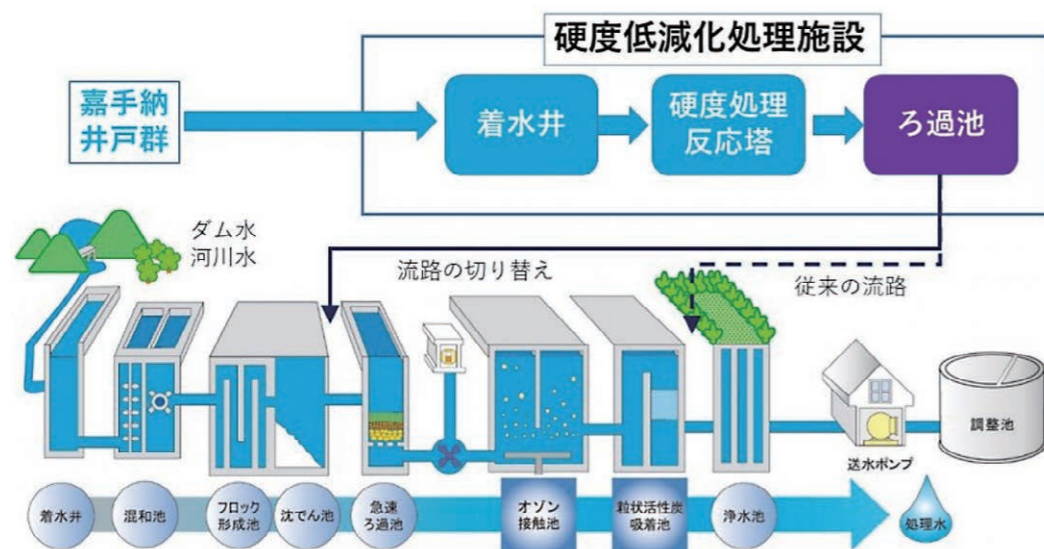 硬度低減化処理施設
嘉手納
井戸群
着水井
硬度処理
反応塔
ろ過池
ダム水
河川水
流路の切り替え
従来の流路
調整池
送水ポンプ
着水井
混和池
フロック
形成池
沈でん池
急速
ろ過池
オゾン
接触池
粒状活性炭
吸着池
浄水池
処理水